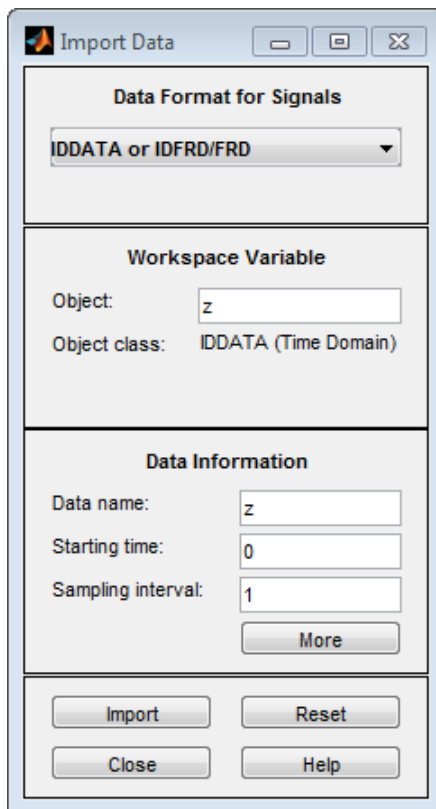 Import Data
Data Format for Signals
IDDATA or IDFRD/FRD
Workspace Variable
Object: z
Object class: IDDATA (Time Domain)
Data Information
Data name: z
Starting time: 0
Sampling interval: 1
More
Import Reset
Close Help